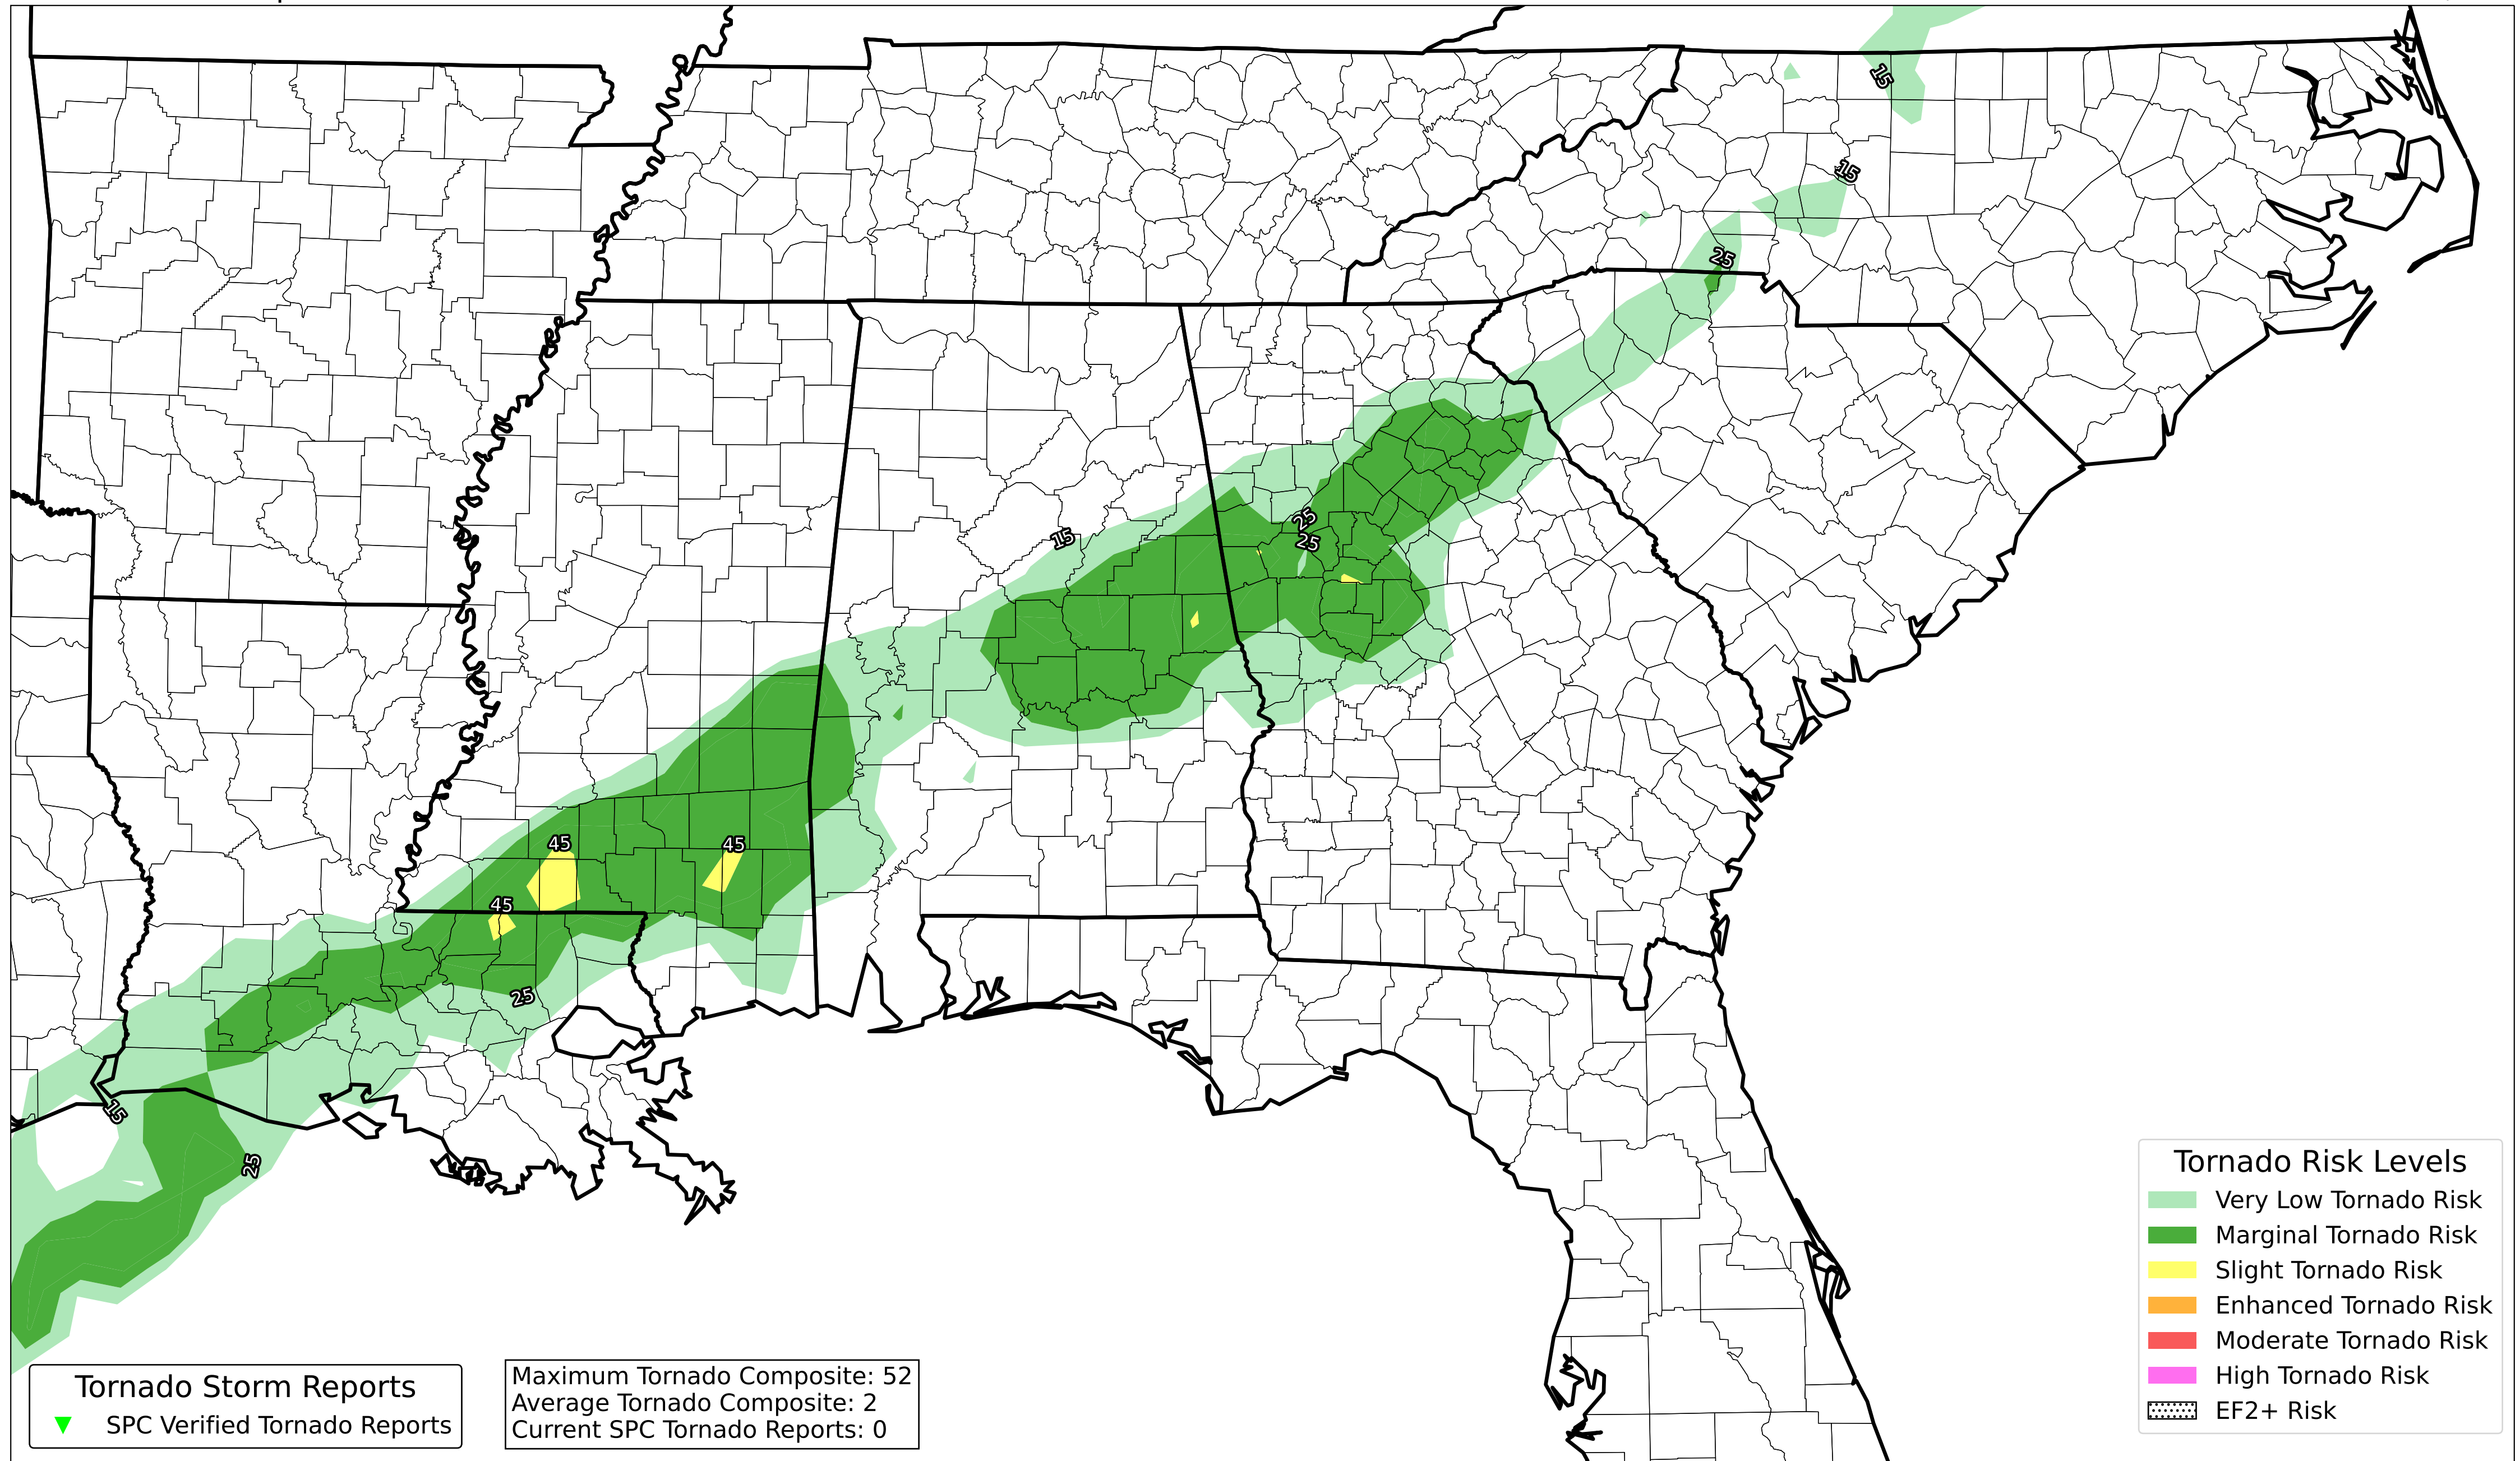 15
15
25
25
25
15
45
45
45
25
15
25
Tornado Risk Levels
Very Low Tornado Risk
Marginal Tornado Risk
Slight Tornado Risk
Enhanced Tornado Risk
Moderate Tornado Risk
High Tornado Risk
EF2+ Risk
Tornado Storm Reports
SPC Verified Tornado Reports
Maximum Tornado Composite: 52
Average Tornado Composite: 2
Current SPC Tornado Reports: 0